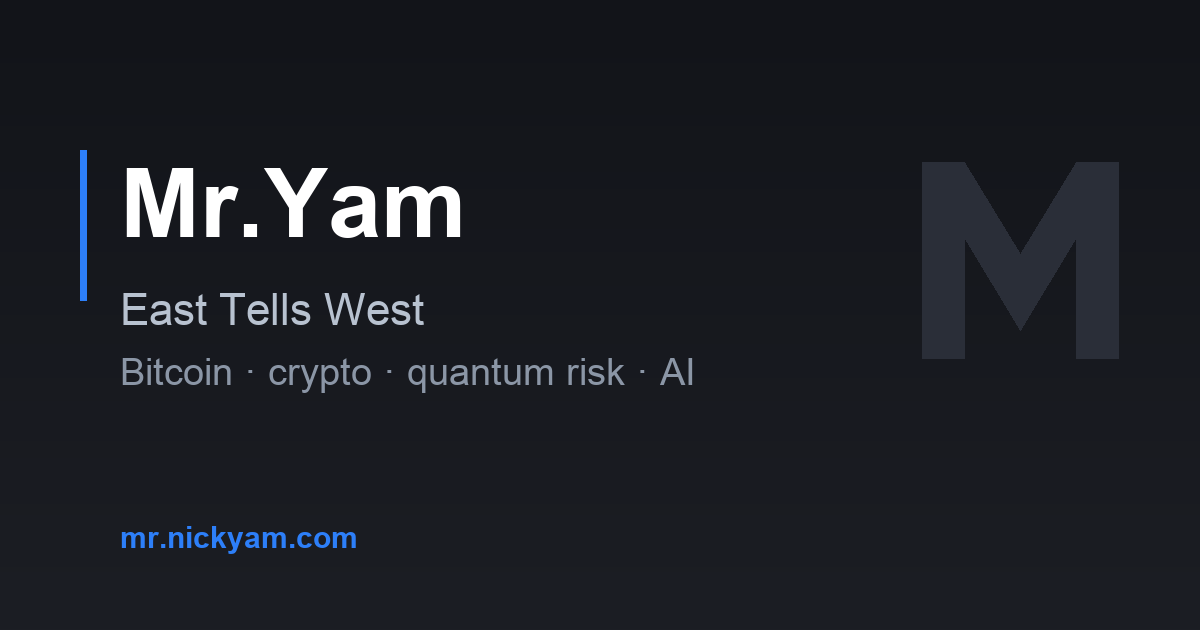 Mr.Yam
East Tells West
Bitcoin · crypto · quantum risk · AI
M
mr.nickyam.com